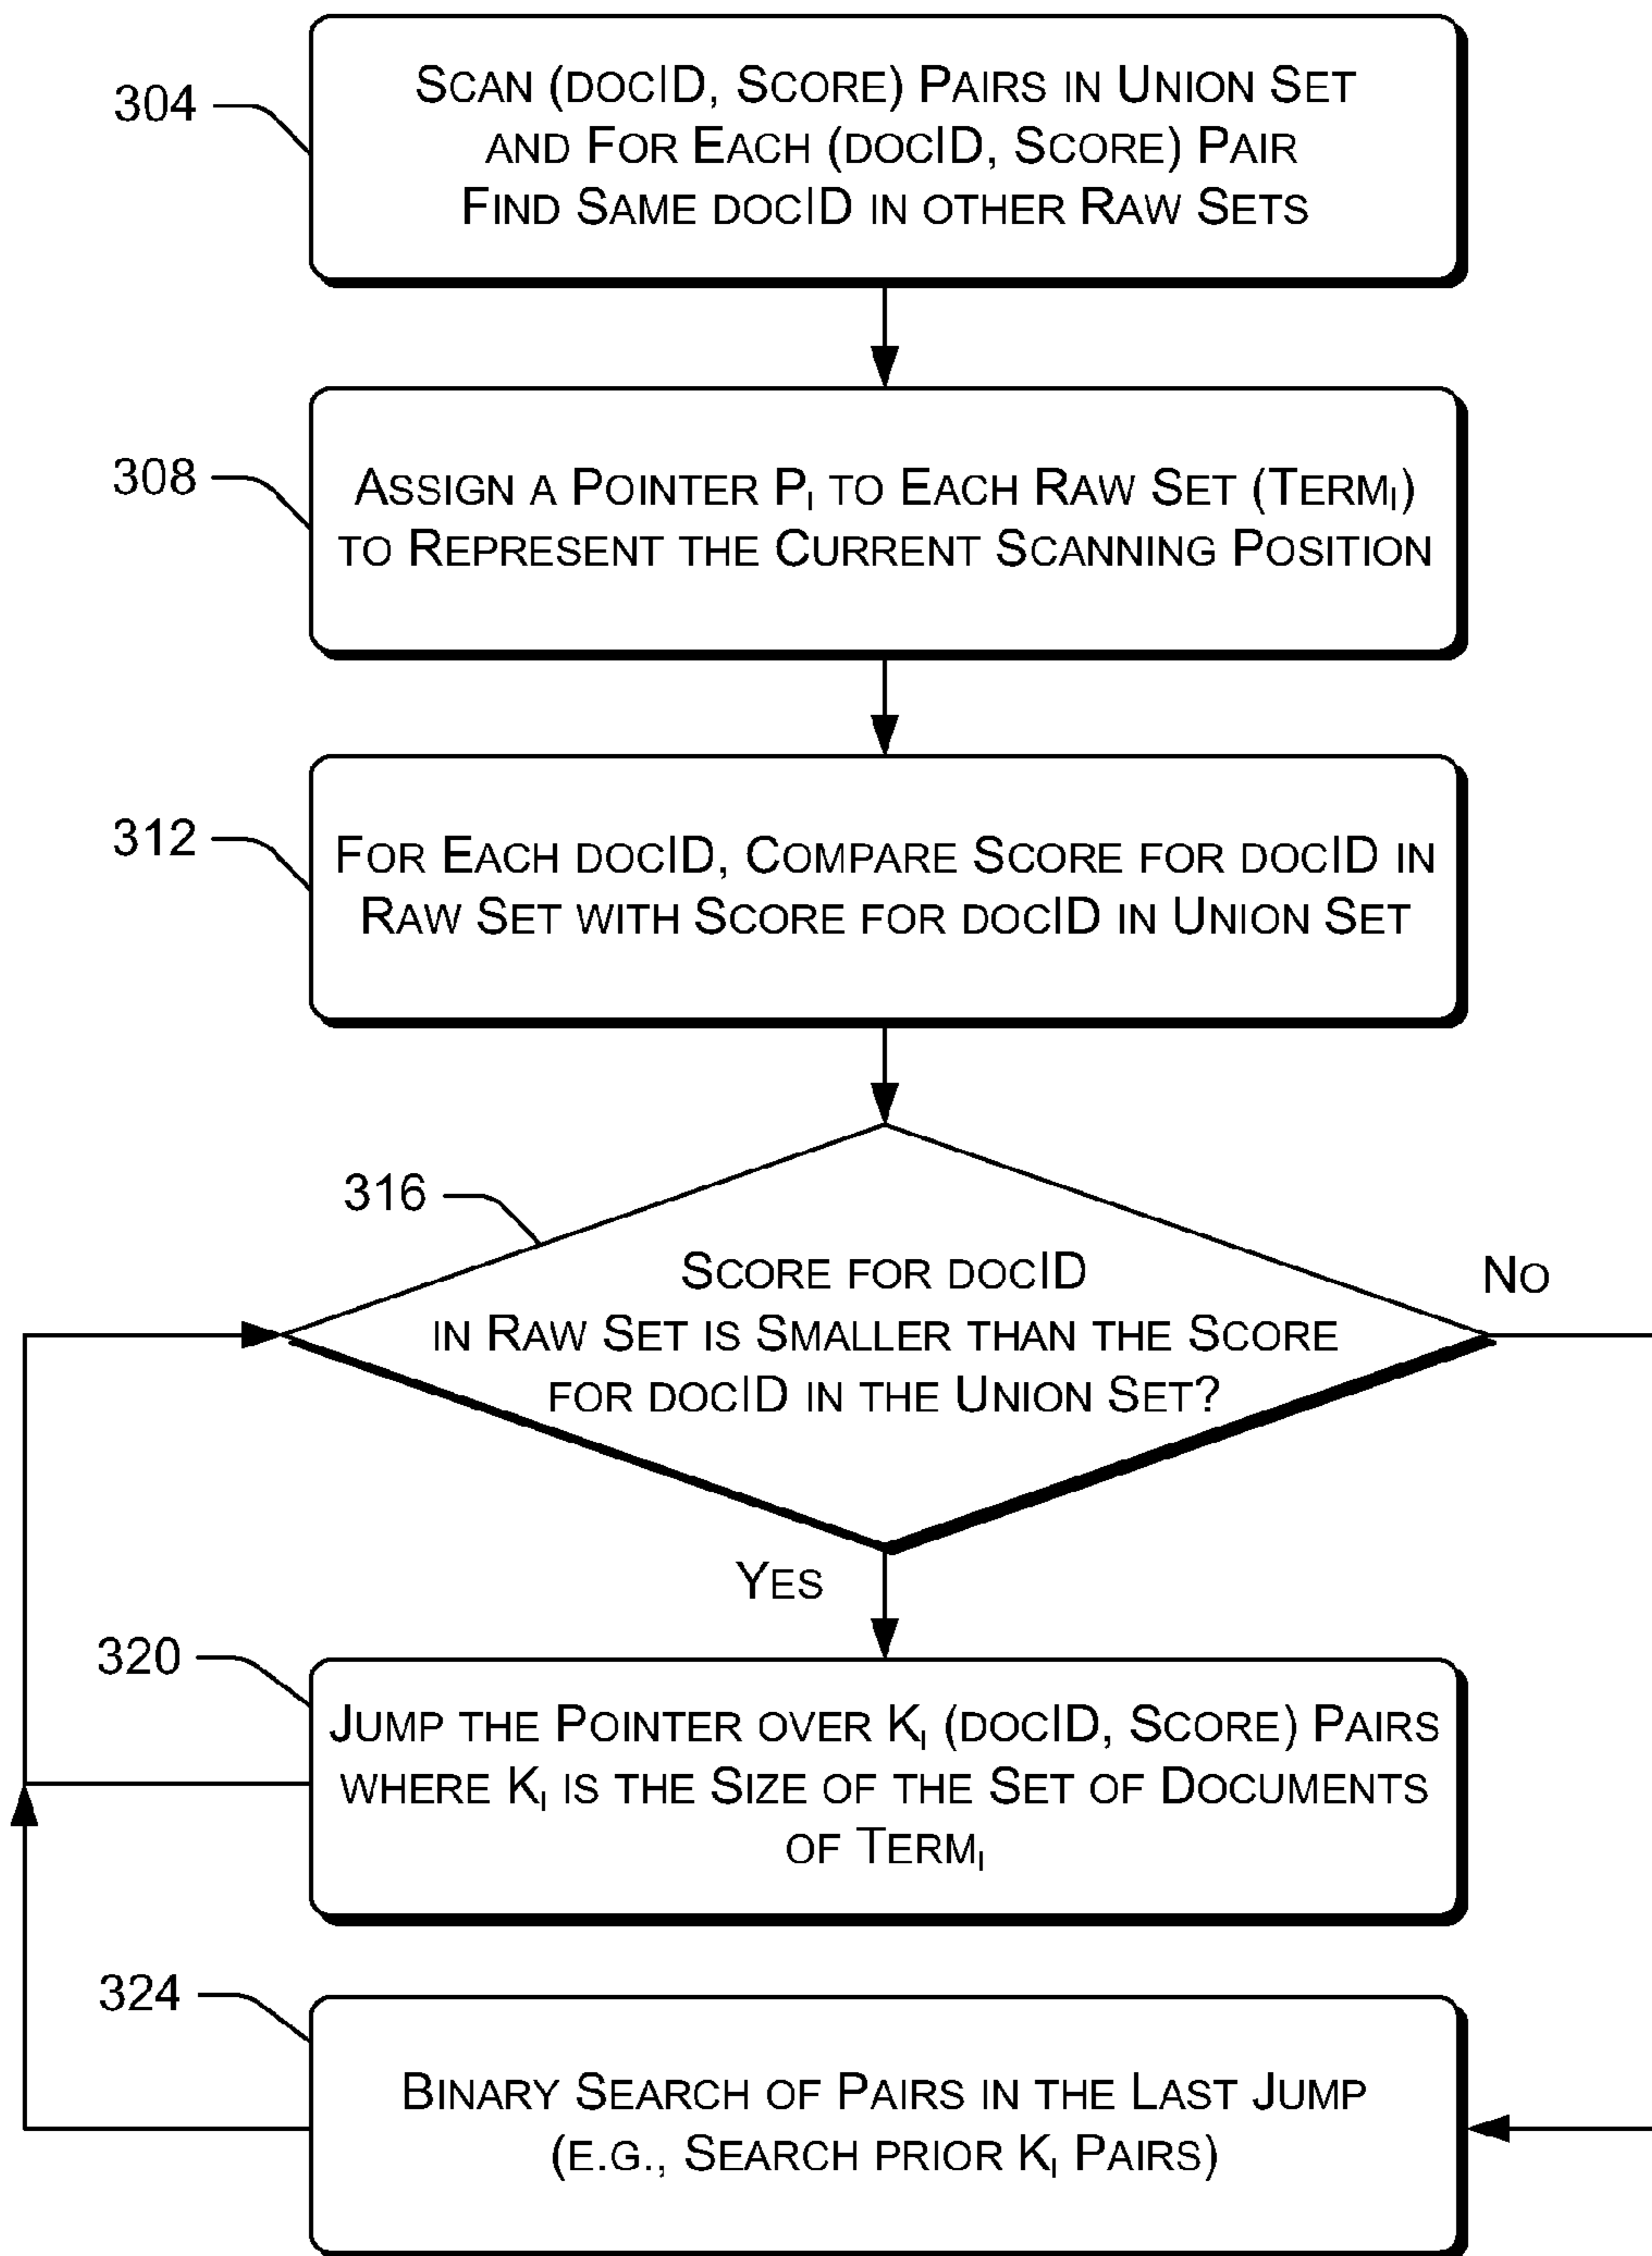 304
SCAN (DOCID, SCORE) PAIRS IN UNION SET
AND FOR EACH (DOCID, SCORE) PAIR
FIND SAME DOCID IN OTHER RAW SETS
308
ASSIGN A POINTER PI TO EACH RAW SET (TERMI)
TO REPRESENT THE CURRENT SCANNING POSITION
312
FOR EACH DOCID, COMPARE SCORE FOR DOCID IN
RAW SET WITH SCORE FOR DOCID IN UNION SET
316
SCORE FOR DOCID
IN RAW SET IS SMALLER THAN THE SCORE
FOR DOCID IN THE UNION SET?
NO
YES
320
JUMP THE POINTER OVER KI (DOCID, SCORE) PAIRS
WHERE KI IS THE SIZE OF THE SET OF DOCUMENTS
OF TERMI
324
BINARY SEARCH OF PAIRS IN THE LAST JUMP
(E.G., SEARCH PRIOR KI PAIRS)